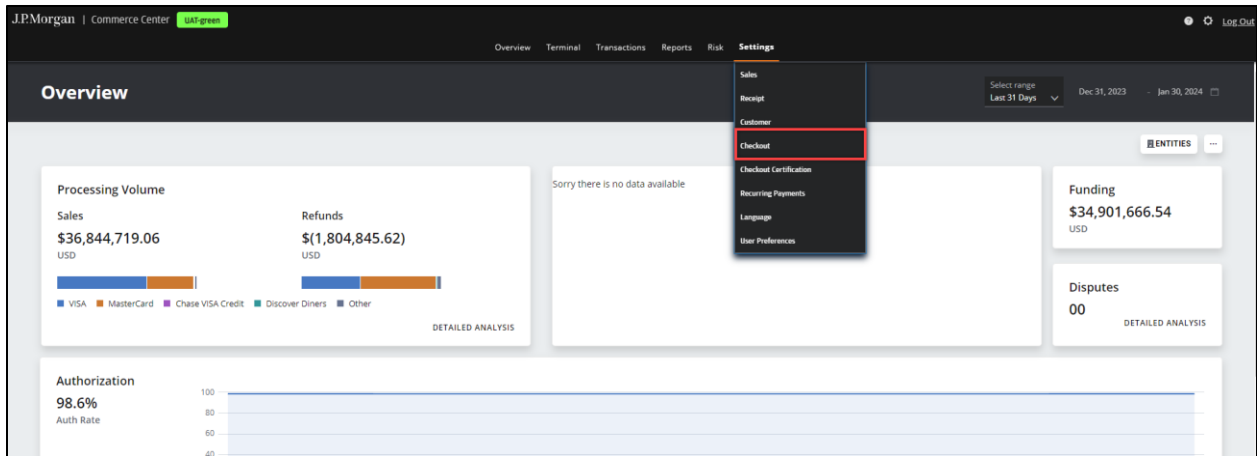 J.P.Morgan | Commerce Center UAT-green
Log Out
Overview Terminal Transactions Reports Risk Settings
Overview
Select range
Last 31 Days
Dec 31, 2023 - Jan 30, 2024
Sales
Receipt
Customer
Checkout
Checkout Certification
Recurring Payments
Language
User Preferences
ENTITIES ...
Processing Volume
Sales
$36,844,719.06
USD
Refunds
$(1,804,845.62)
USD
VISA MasterCard Chase VISA Credit Discover Diners Other
DETAILED ANALYSIS
Sorry there is no data available
Funding
$34,901,666.54
USD
Disputes
00
DETAILED ANALYSIS
Authorization
98.6%
Auth Rate
100
80
60
40